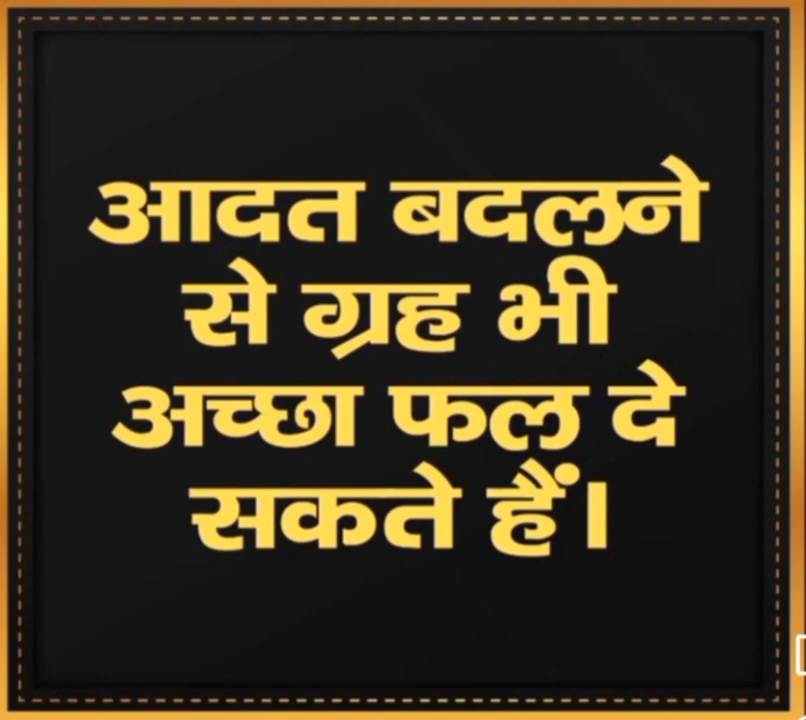 आदत बदलने
से ग्रह भी
अच्छा फल दे
सकते हैं।